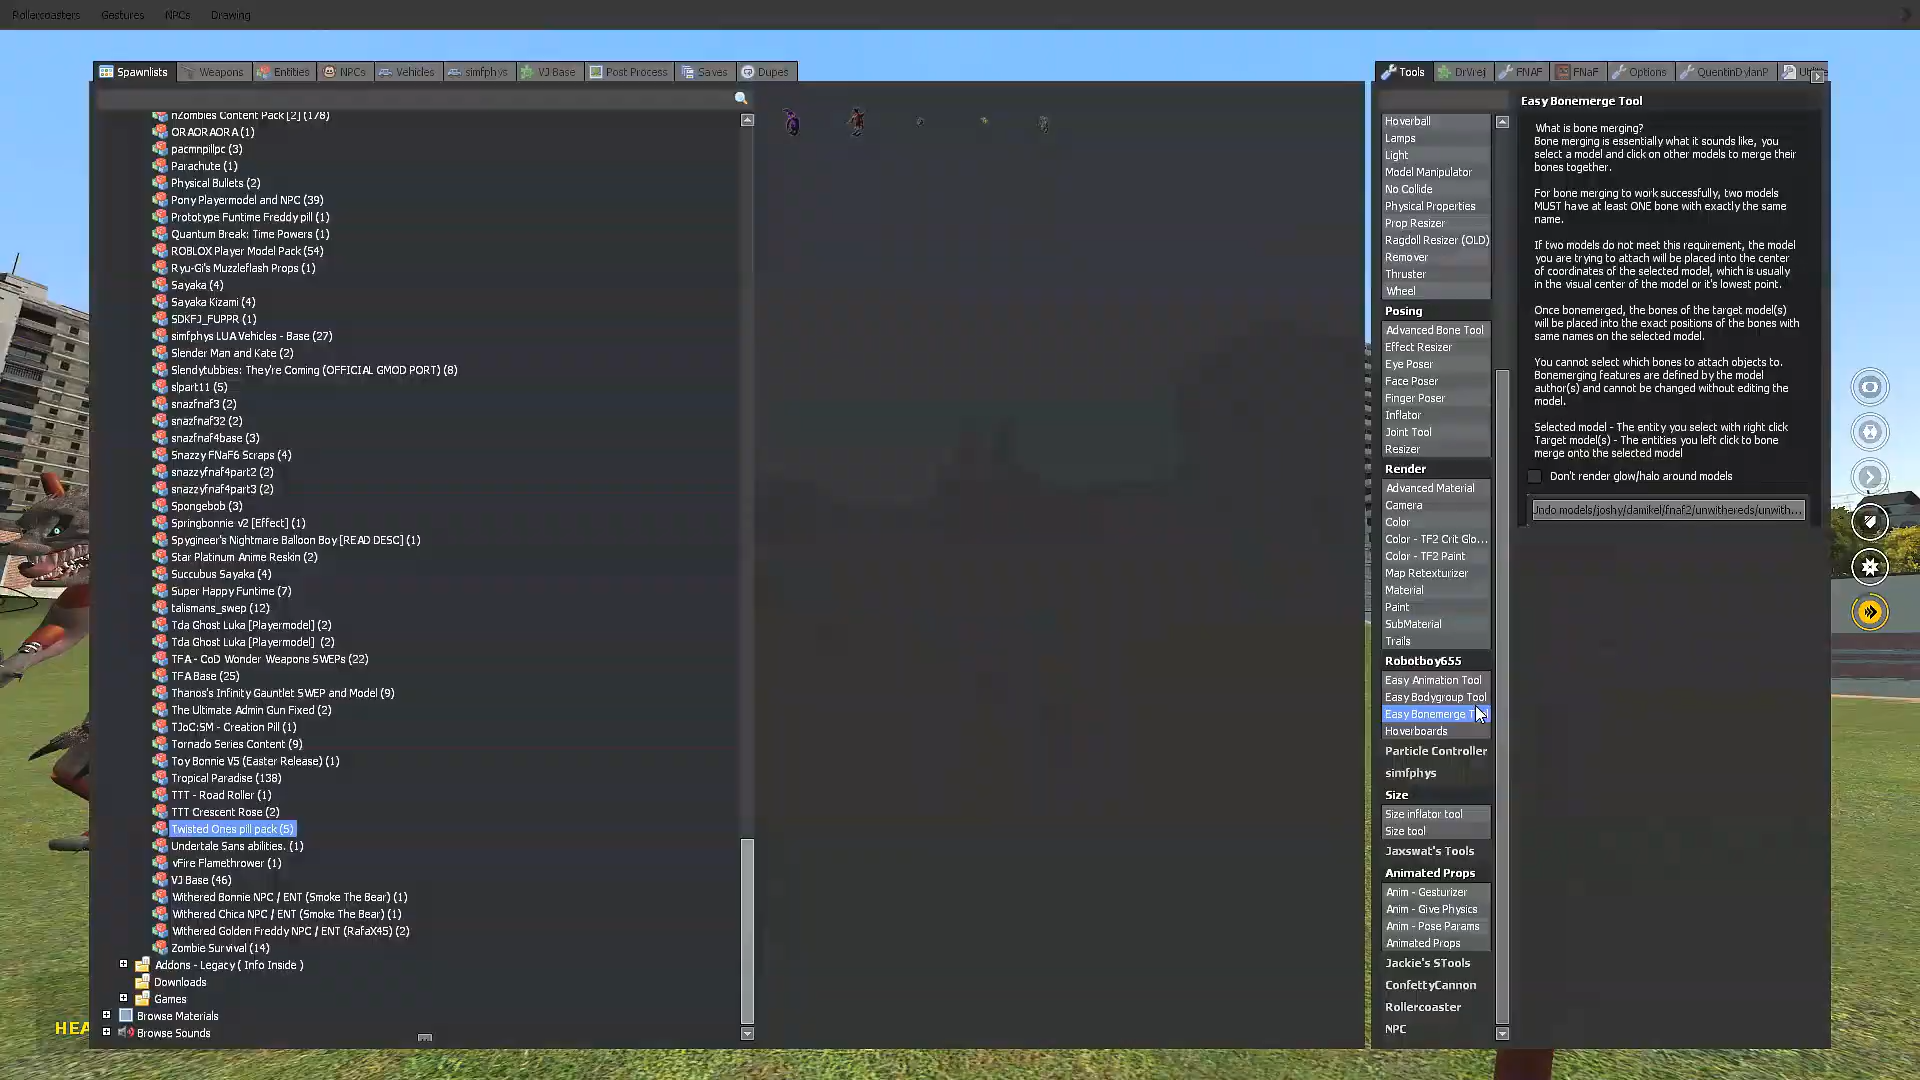 Rollercoasters Gestures NPCs Drawing
Spawnlists Weapons Entities NPCs Vehicles simfphys VJ Base Post Process Saves Dupes
nZombies Content Pack [2] (178)
ORAORAORA (1)
pacmnpillpc (3)
Parachute (1)
Physical Bullets (2)
Pony Playermodel and NPC (39)
Prototype Funtime Freddy pill (1)
Quantum Break: Time Powers (1)
ROBLOX Player Model Pack (54)
Ryu-Gi's Muzzleflash Props (1)
Sayaka (4)
Sayaka Kizami (4)
SDKFJ_FUPPR (1)
simfphys LUA Vehicles - Base (27)
Slender Man and Kate (2)
Slendytubbies: They're Coming (OFFICIAL GMOD PORT) (8)
slpart11 (5)
snazfnaf3 (2)
snazfnaf32 (2)
snazfnaf4base (3)
Snazzy FNaF6 Scraps (4)
snazzyfnaf4part2 (2)
snazzyfnaf4part3 (2)
Spongebob (3)
Springbonnie v2 [Effect] (1)
Spygineer's Nightmare Balloon Boy [READ DESC] (1)
Star Platinum Anime Reskin (2)
Succubus Sayaka (4)
Super Happy Funtime (7)
talismans_swep (12)
Tda Ghost Luka [Playermodel] (2)
Tda Ghost Luka [Playermodel] (2)
TFA - CoD Wonder Weapons SWEPs (22)
TFA Base (25)
Thanos's Infinity Gauntlet SWEP and Model (9)
The Ultimate Admin Gun Fixed (2)
TJoC:SM - Creation Pill (1)
Tornado Series Content (9)
Toy Bonnie V5 (Easter Release) (1)
Tropical Paradise (138)
TTT - Road Roller (1)
TTT Crescent Rose (2)
Twisted Ones pill pack (5)
Undertale Sans abilities. (1)
vFire Flamethrower (1)
VJ Base (46)
Withered Bonnie NPC / ENT (Smoke The Bear) (1)
Withered Chica NPC / ENT (Smoke The Bear) (1)
Withered Golden Freddy NPC / ENT (RafaX45) (2)
Zombie Survival (14)
Addons - Legacy ( Info Inside )
Downloads
Games
Browse Materials
Browse Sounds
HEA
Tools DrVrej FNAF FNaF Options QuentinDylanP
Hoverball
Lamps
Light
Model Manipulator
No Collide
Physical Properties
Prop Resizer
Ragdoll Resizer (OLD)
Remover
Thruster
Wheel
Posing
Advanced Bone Tool
Effect Resizer
Eye Poser
Face Poser
Finger Poser
Inflator
Joint Tool
Resizer
Render
Advanced Material
Camera
Color
Color - TF2 Crit Glo...
Color - TF2 Paint
Map Retexturizer
Material
Paint
SubMaterial
Trails
Robotboy655
Easy Animation Tool
Easy Bodygroup Tool
Easy Bonemerge
Hoverboards
Particle Controller
simfphys
Size
Size inflator tool
Size tool
Jaxswat's Tools
Animated Props
Anim - Gesturizer
Anim - Give Physics
Anim - Pose Params
Animated Props
Jackie's STools
ConfettyCannon
Rollercoaster
NPC
Easy Bonemerge Tool
What is bone merging?
Bone merging is essentially what it sounds like, you
select a model and click on other models to merge their
bones together.
For bone merging to work successfully, two models
MUST have at least ONE bone with exactly the same
name.
If two models do not meet this requirement, the model
you are trying to attach will be placed into the center
of coordinates of the selected model, which is usually
in the visual center of the model or it's lowest point.
Once bonemerged, the bones of the target model(s)
will be placed into the exact positions of the bones with
same names on the selected model.
You cannot select which bones to attach objects to.
Bonemerging features are defined by the model
author(s) and cannot be changed without editing the
model.
Selected model - The entity you select with right click
Target model(s) - The entities you left click to bone
merge onto the selected model
Don't render glow/halo around models
Undo models/joshy/damikel/fnaf2/unwithereds/unwith...